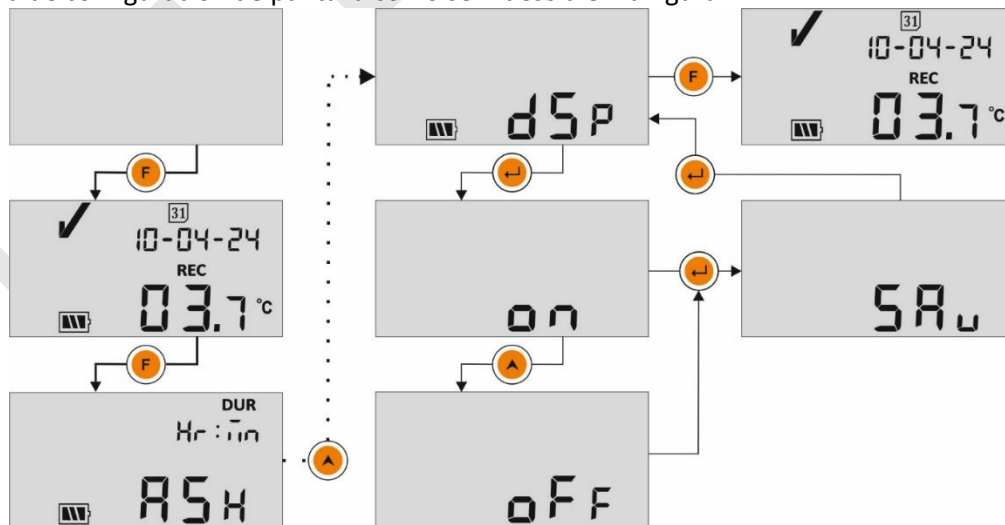 31
10-04-24
REC
dSP
F
03.7 °C
F
31
10-04-24
REC
03.7 °C
on
SAu
F
DUR
Hr:mn
ASH
oFF